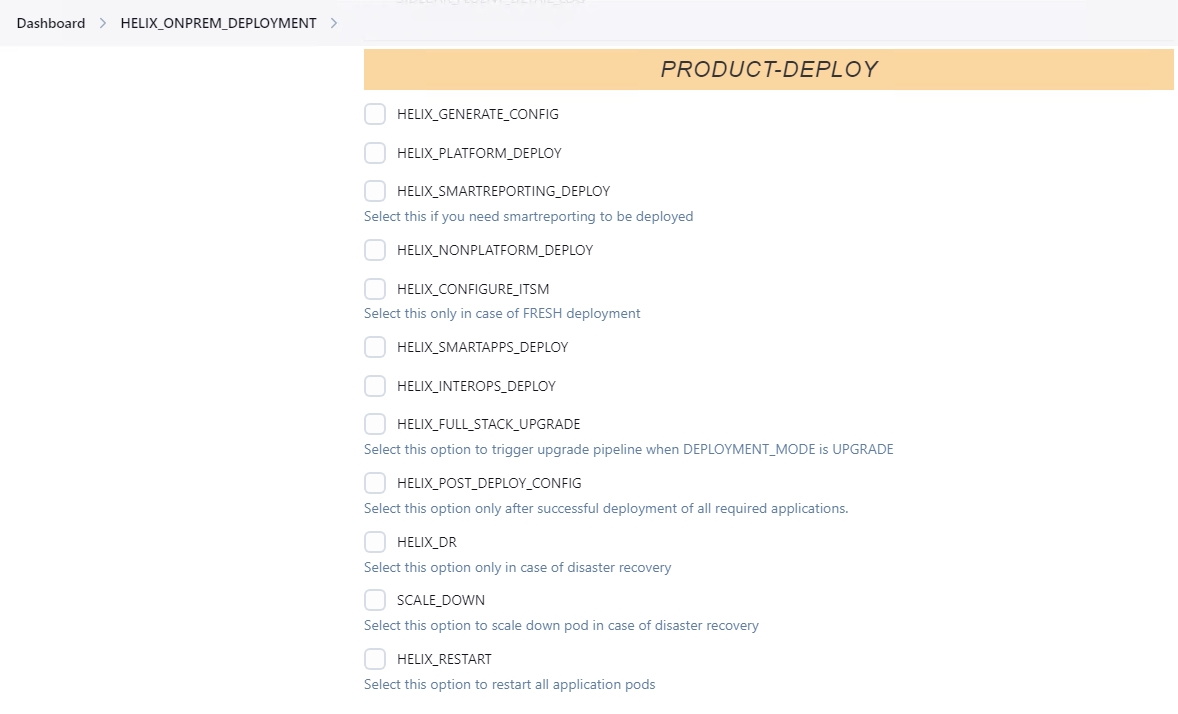 Dashboard > HELIX_ONPREM_DEPLOYMENT >
PRODUCT-DEPLOY
HELIX_GENERATE_CONFIG
HELIX_PLATFORM_DEPLOY
HELIX_SMARTREPORTING_DEPLOY
Select this if you need smartreporting to be deployed
HELIX_NONPLATFORM_DEPLOY
HELIX_CONFIGURE_ITSM
Select this only in case of FRESH deployment
HELIX_SMARTAPPS_DEPLOY
HELIX_INTEROPS_DEPLOY
HELIX_FULL_STACK_UPGRADE
Select this option to trigger upgrade pipeline when DEPLOYMENT_MODE is UPGRADE
HELIX_POST_DEPLOY_CONFIG
Select this option only after successful deployment of all required applications.
HELIX_DR
Select this option only in case of disaster recovery
SCALE_DOWN
Select this option to scale down pod in case of disaster recovery
HELIX_RESTART
Select this option to restart all application pods